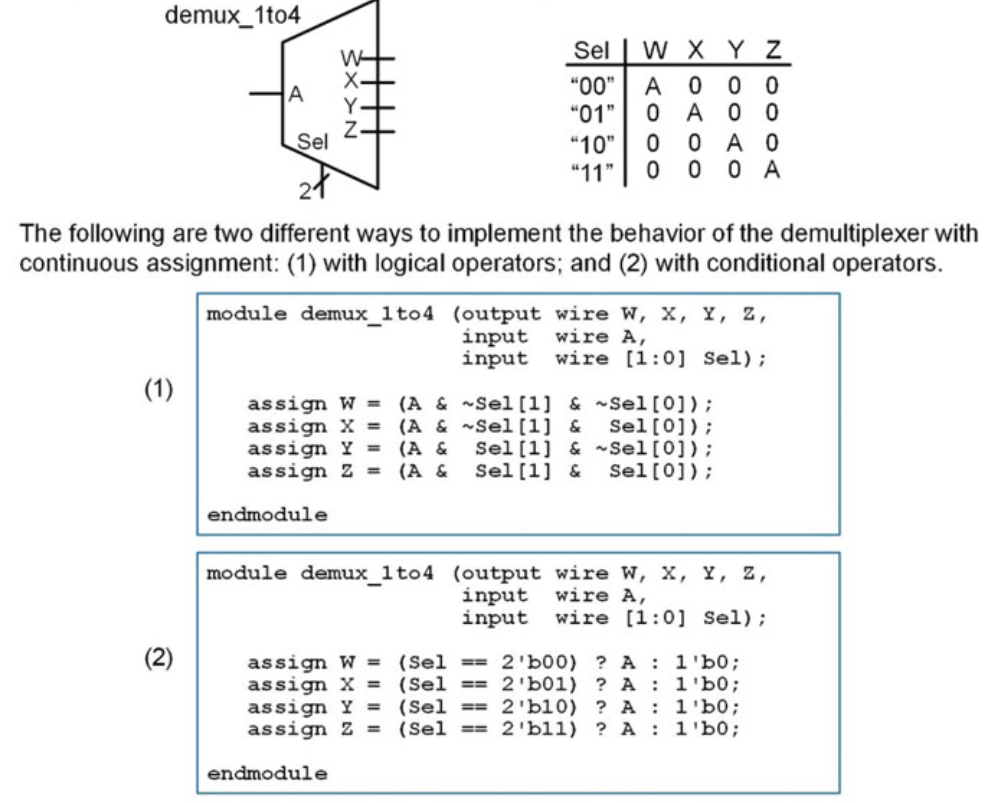 demux_1to4
W
X
A
Y
Z
Sel
2
Sel W X Y Z
“00” A 0 0 0
“01” 0 A 0 0
“10” 0 0 A 0
“11” 0 0 0 A
The following are two different ways to implement the behavior of the demultiplexer with
continuous assignment: (1) with logical operators; and (2) with conditional operators.
(1)
module demux_1to4 (output wire W, X, Y, Z,
input wire A,
input wire [1:0] Sel);
assign W = (A & ~Sel[1] & ~Sel[0]);
assign X = (A & ~Sel[1] & Sel[0]);
assign Y = (A & Sel[1] & ~Sel[0]);
assign Z = (A & Sel[1] & Sel[0]);
endmodule
(2)
module demux_1to4 (output wire W, X, Y, Z,
input wire A,
input wire [1:0] Sel);
assign W = (Sel == 2'b00) ? A : 1'b0;
assign X = (Sel == 2'b01) ? A : 1'b0;
assign Y = (Sel == 2'b10) ? A : 1'b0;
assign Z = (Sel == 2'b11) ? A : 1'b0;
endmodule